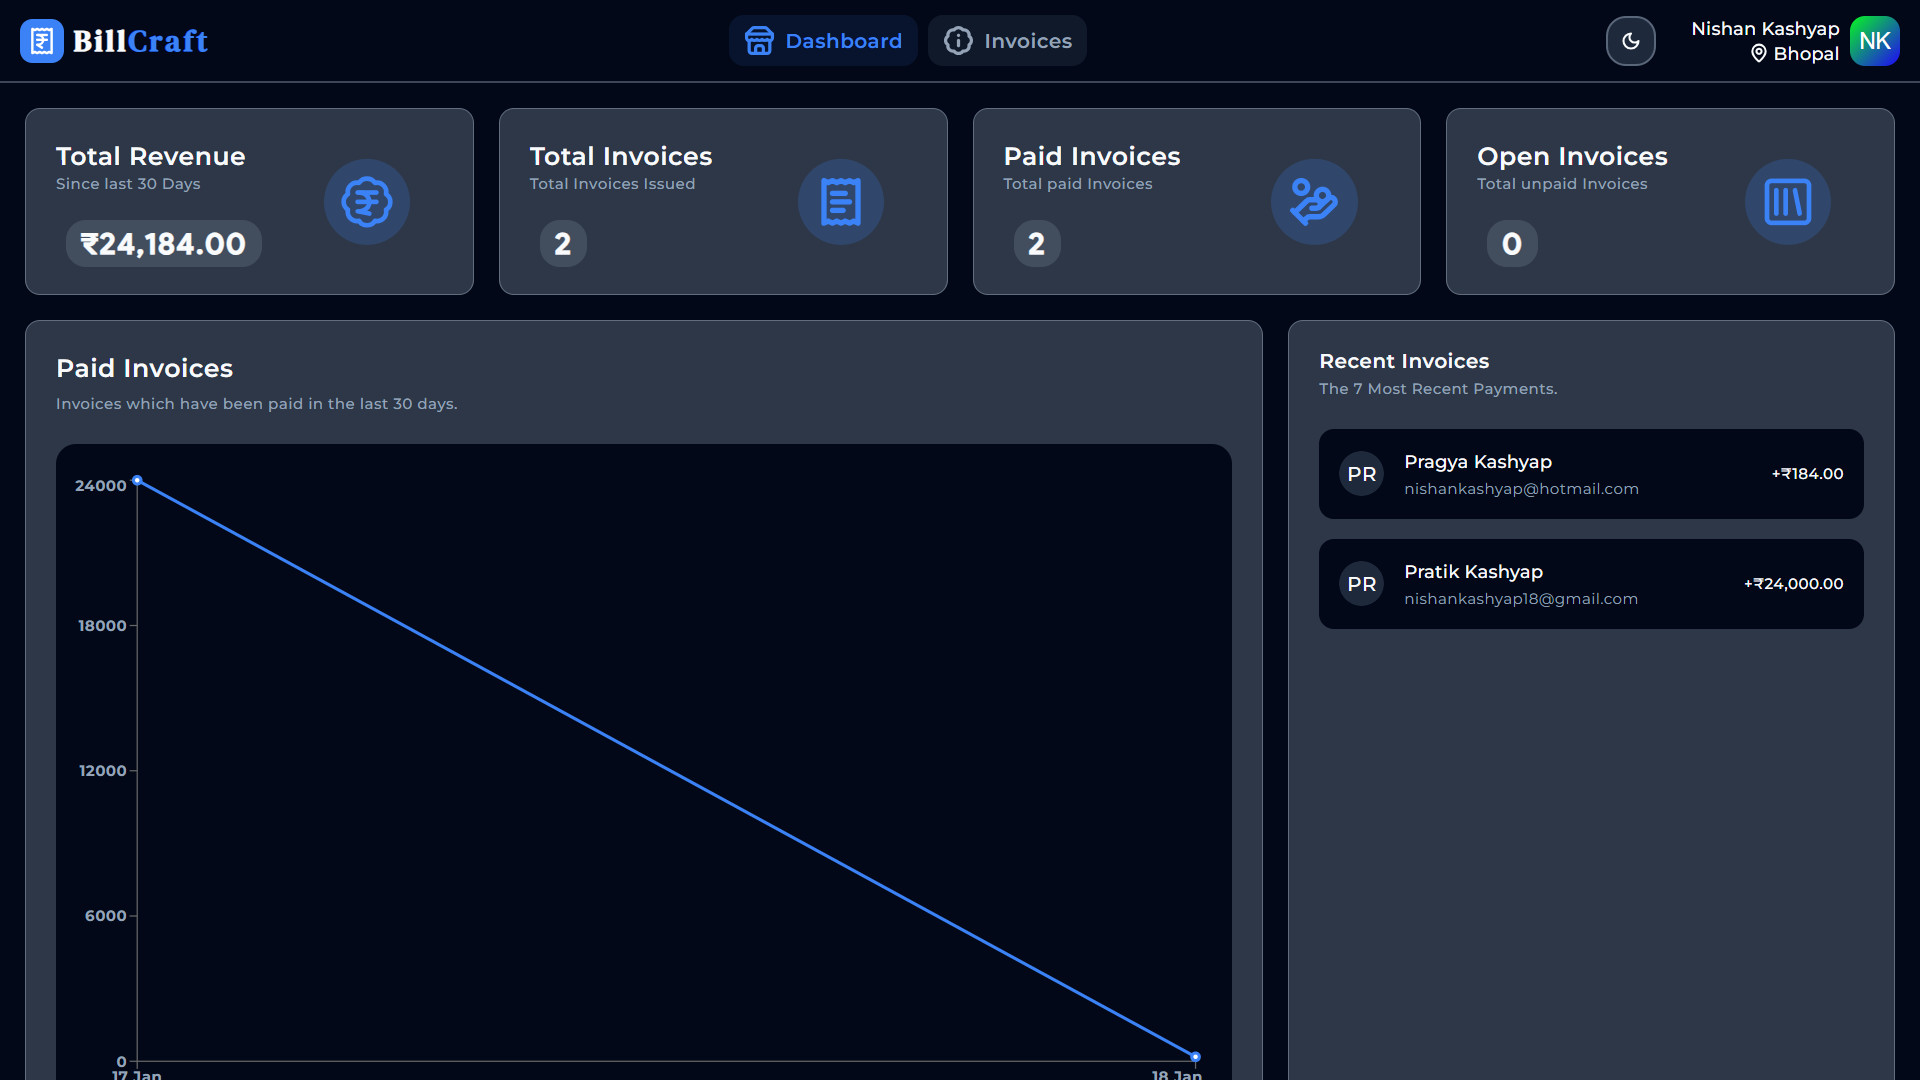 BillCraft
Dashboard
Invoices
Nishan Kashyap
Bhopal
NK
Total Revenue
Since last 30 Days
₹24,184.00
Total Invoices
Total Invoices Issued
2
Paid Invoices
Total paid Invoices
2
Open Invoices
Total unpaid Invoices
0
Paid Invoices
Invoices which have been paid in the last 30 days.
24000
18000
12000
6000
0
17 Jan
18 Jan
Recent Invoices
The 7 Most Recent Payments.
PR
Pragya Kashyap
nishankashyap@hotmail.com
+₹184.00
PR
Pratik Kashyap
nishankashyap18@gmail.com
+₹24,000.00